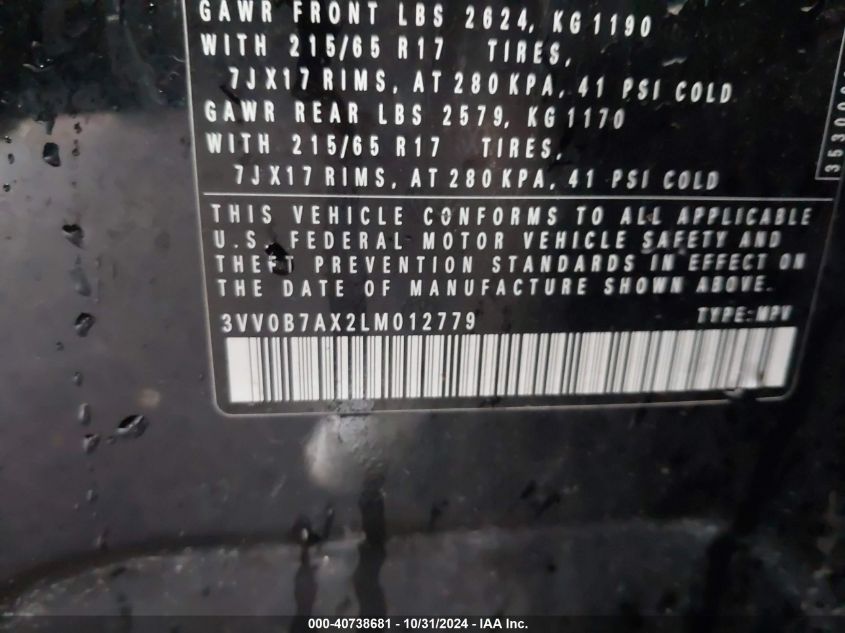 GAWR FRONT LBS 2624, KG 1190
WITH 215/65 R17 TIRES,
7JX17 RIMS, AT 280 KPA, 41 PSI COLD
GAWR REAR LBS 2579, KG 1170
WITH 215/65 R17 TIRES,
7JX17 RIMS, AT 280 KPA, 41 PSI COLD
THIS VEHICLE CONFORMS TO ALL APPLICABLE
U.S. FEDERAL MOTOR VEHICLE SAFETY AND
THEFT PREVENTION STANDARDS IN EFFECT ON
THE DATE OF MANUFACTURE SHOWN ABOVE.
3VV0B7AX2LM012779 TYPE:MPV
000-40738681 - 10/31/2024 - IAA Inc.